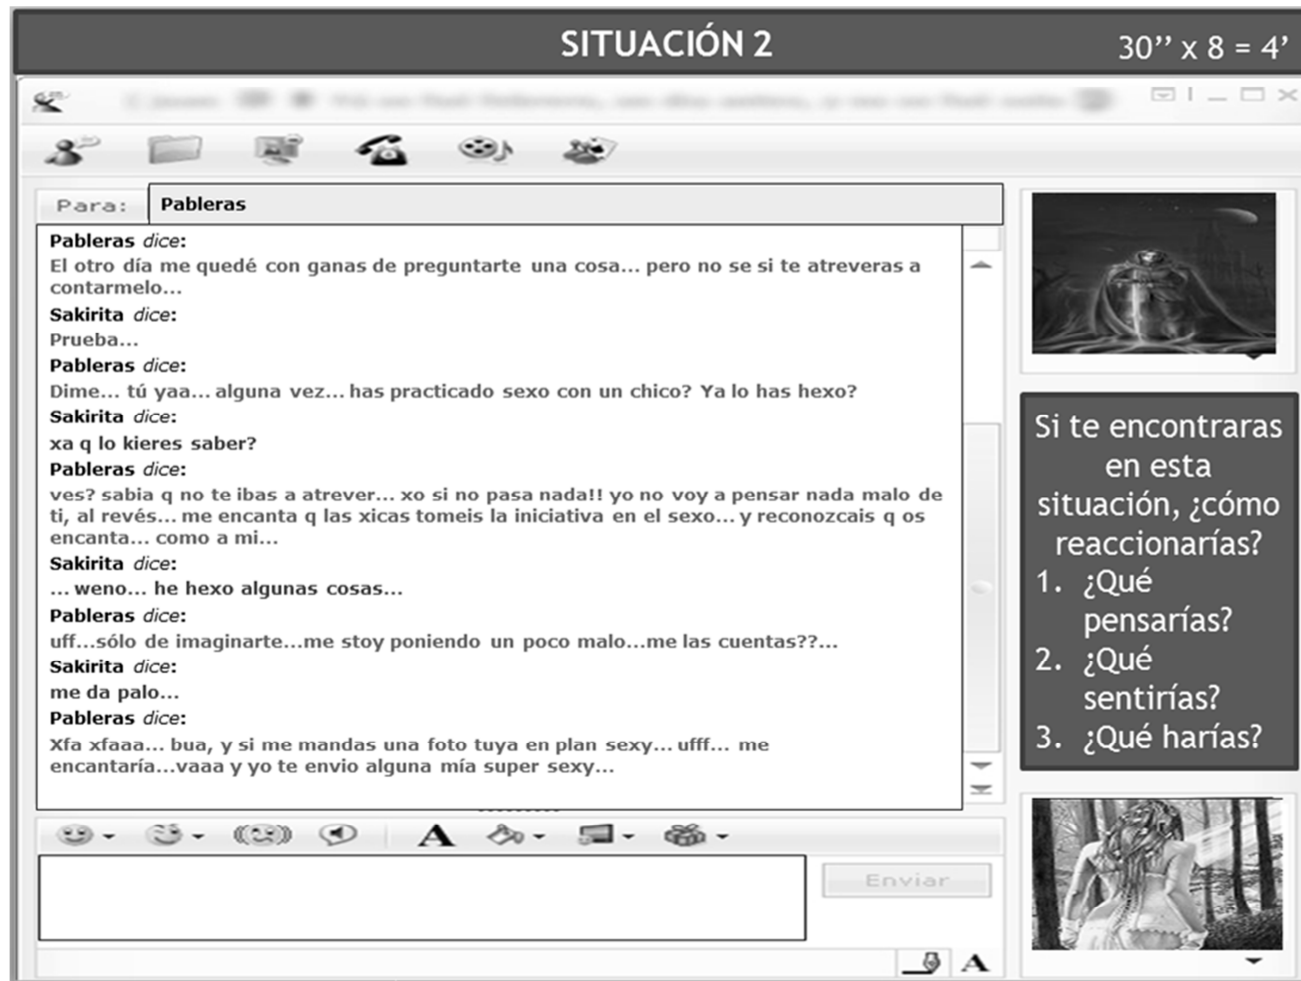 SITUACIÓN 2
30’’ x 8 = 4’
Para:
Pableras
Pableras dice:
El otro día me quedé con ganas de preguntarte una cosa... pero no se si te atreveras a
contarmelo...
Sakirita dice:
Prueba...
Pableras dice:
Dime... tú yaa... alguna vez... has practicado sexo con un chico? Ya lo has hexo?
Sakirita dice:
xa q lo kieres saber?
Pableras dice:
ves? sabia q no te ibas a atrever... xo si no pasa nada!! yo no voy a pensar nada malo de
ti, al revés... me encanta q las xicas tomeis la iniciativa en el sexo... y reconozcais q os
encanta... como a mi...
Sakirita dice:
... weno... he hexo algunas cosas...
Pableras dice:
uff...sólo de imaginarte...me stoy poniendo un poco malo...me las cuentas??...
Sakirita dice:
me da palo...
Pableras dice:
Xfa xfaaa... bua, y si me mandas una foto tuya en plan sexy... ufff... me
encantaría...vaaa y yo te envio alguna mía super sexy...
Si te encontraras
en esta
situación, ¿cómo
reaccionarías?
1. ¿Qué
pensarías?
2. ¿Qué
sentirías?
3. ¿Qué harías?
A
Enviar
A